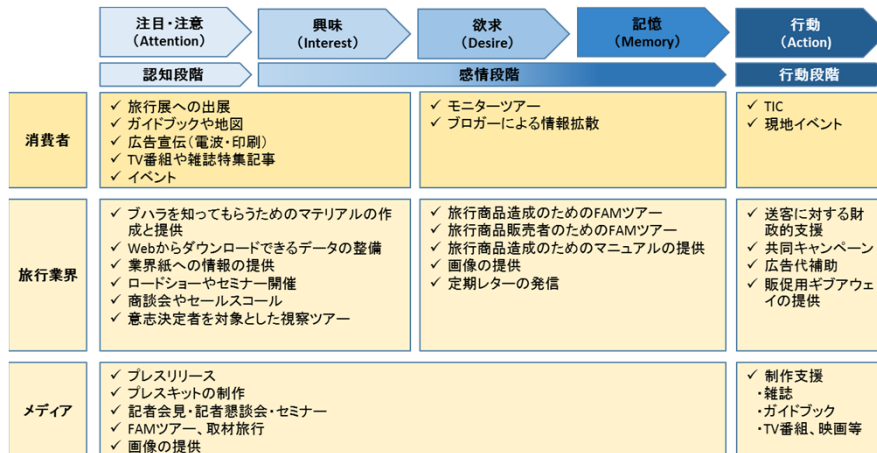 注目・注意
(Attention)
興味
(Interest)
欲求
(Desire)
記憶
(Memory)
行動
(Action)
認知段階
感情段階
行動段階
消費者
✓ 旅行展への出展
✓ ガイドブックや地図
✓ 広告宣伝(電波・印刷)
✓ TV番組や雑誌特集記事
✓ イベント
✓ モニターツアー
✓ ブロガーによる情報拡散
✓ TIC
✓ 現地イベント
旅行業界
✓ ブハラを知ってもらうためのマテリアルの作
成と提供
✓ Webからダウンロードできるデータの整備
✓ 業界紙への情報の提供
✓ ロードショーやセミナー開催
✓ 商談会やセールスコール
✓ 意志決定者を対象とした視察ツアー
✓ 旅行商品造成のためのFAMツアー
✓ 旅行商品販売者のためのFAMツアー
✓ 旅行商品造成のためのマニュアルの提供
✓ 画像の提供
✓ 定期レターの発信
✓ 送客に対する財
政的支援
✓ 共同キャンペーン
✓ 広告代補助
✓ 販促用ギブアウェ
イの提供
メディア
✓ プレスリリース
✓ プレスキットの制作
✓ 記者会見・記者懇談会・セミナー
✓ FAMツアー、取材旅行
✓ 画像の提供
✓ 制作支援
・雑誌
・ガイドブック
・TV番組、映画等